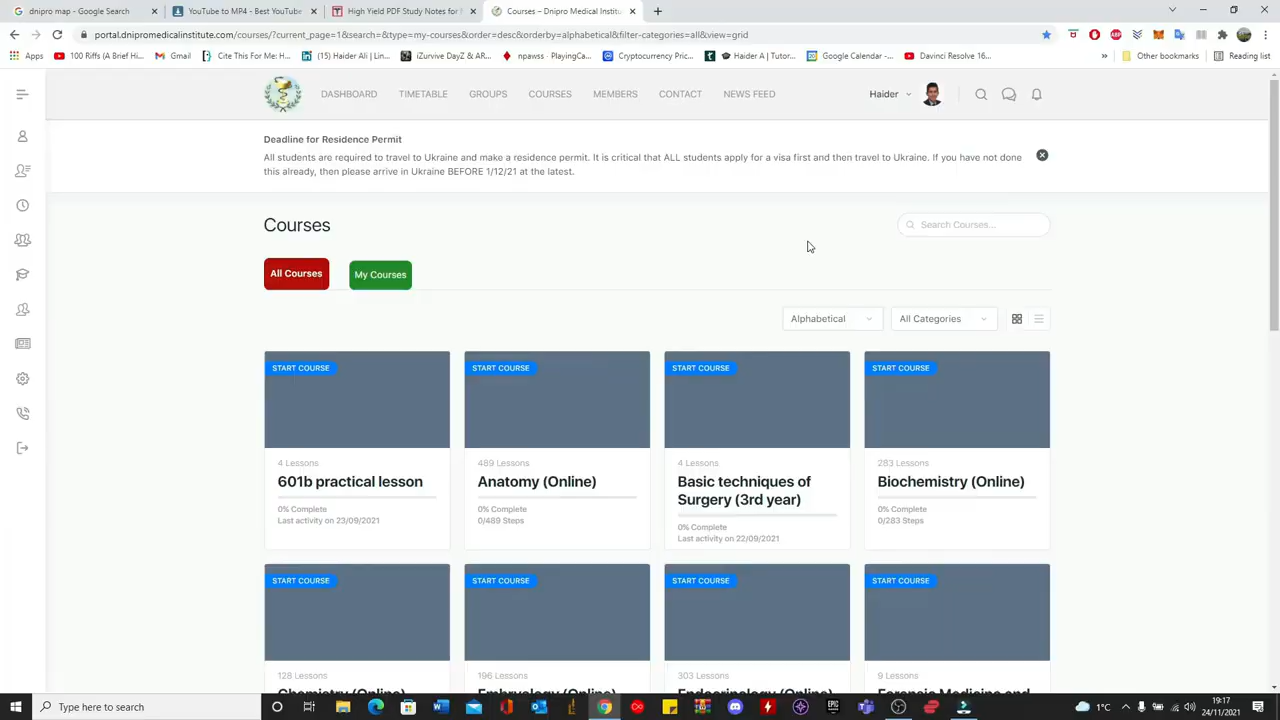 dnipro map - Google Search
YouTube to MP4 - Best YouTube
High Yield PDF Study Notes for
Courses – Dnipro Medical Institu
portal.dnipromedicalinstitute.com/courses/?current_page=1&search=&type=my-courses&order=desc&orderby=alphabetical&filter-categories=all&view=grid
Apps
100 Riffs (A Brief Hi...
Gmail
Cite This For Me: H...
(15) Haider Ali | Lin...
iZurvive DayZ & Ar...
npawss - PlayingCa...
Cryptocurrency Pric...
Haider A | Tutor...
Google Calendar -...
Davinci Resolve 16...
Other bookmarks
Reading list
DASHBOARD
TIMETABLE
GROUPS
COURSES
MEMBERS
CONTACT
NEWS FEED
Haider
Deadline for Residence Permit
All students are required to travel to Ukraine and make a residence permit. It is critical that ALL students apply for a visa first and then travel to Ukraine. If you have not done
this already, then please arrive in Ukraine BEFORE 1/12/21 at the latest.
Courses
Search Courses...
All Courses
My Courses
Alphabetical
All Categories
START COURSE
4 Lessons
601b practical lesson
0% Complete
Last activity on 23/09/2021
START COURSE
489 Lessons
Anatomy (Online)
0% Complete
0/489 Steps
START COURSE
4 Lessons
Basic techniques of
Surgery (3rd year)
0% Complete
Last activity on 22/09/2021
START COURSE
283 Lessons
Biochemistry (Online)
0% Complete
0/283 Steps
START COURSE
128 Lessons
Chemistry (Online)
START COURSE
196 Lessons
Embryology (Online)
START COURSE
303 Lessons
Endocrinology (Online)
START COURSE
9 Lessons
Forensic Medicine and
Type here to search
1°C
19:17
24/11/2021